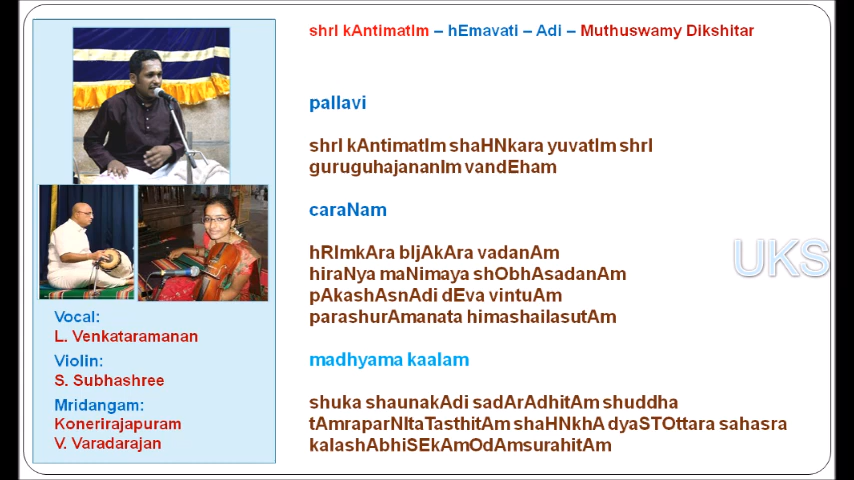 shrI kAntimatIm – hEmavati – Adi – Muthuswamy Dikshitar
pallavi
shrI kAntimatIm shaHNkara yuvatIm shrI
guruguhajananIm vandEham
caraNam
hRImkAra bIjAkAra vadanAm
hiraNya maNimaya shObhAsadanAm
pAkashAsnAdi dEva vintuAm
parashurAmanata himashailasutAm
madhyama kaalam
shuka shaunakAdi sadArAdhitAm shuddha
tAmraparNItaTasthitAm shaHNkhA dyaSTOttara sahasra
kalashAbhiSEkAmOdAmsurahitAm
Vocal:
L. Venkataramanan
Violin:
S. Subhashree
Mridangam:
Konerirajapuram
V. Varadarajan
UKS